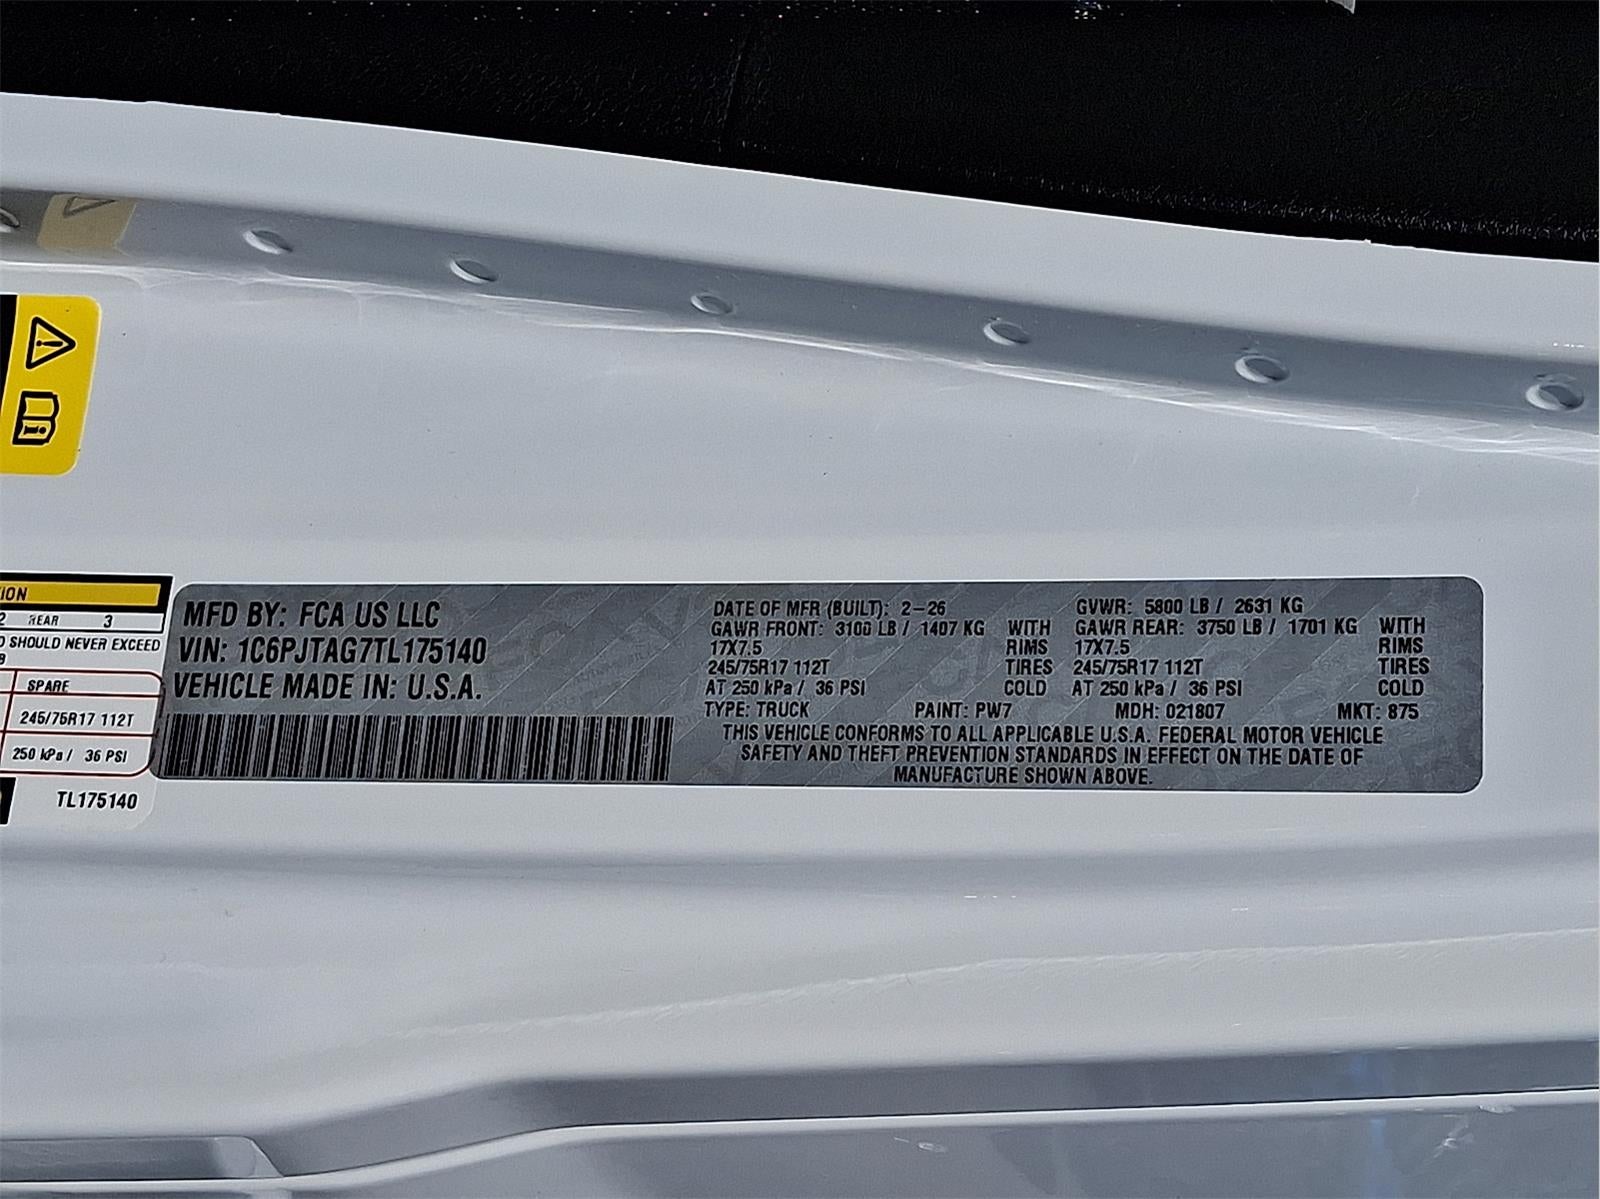 ION
2 REAR 3
SHOULD NEVER EXCEED
SPARE
245/75R17 112T
250 kPa / 36 PSI
TL175140
MFD BY: FCA US LLC
VIN: 1C6PJTAG7TL175140
VEHICLE MADE IN: U.S.A.
DATE OF MFR (BUILT): 2-26 GVWR: 5800 LB / 2631 KG
GAWR FRONT: 3100 LB / 1407 KG WITH GAWR REAR: 3750 LB / 1701 KG WITH
17X7.5 RIMS 17X7.5 RIMS
245/75R17 112T TIRES 245/75R17 112T TIRES
AT 250 kPa / 36 PSI COLD AT 250 kPa / 36 PSI COLD
TYPE: TRUCK PAINT: PW7 MDH: 021807 MKT: 875
THIS VEHICLE CONFORMS TO ALL APPLICABLE U.S.A. FEDERAL MOTOR VEHICLE
SAFETY AND THEFT PREVENTION STANDARDS IN EFFECT ON THE DATE OF
MANUFACTURE SHOWN ABOVE.